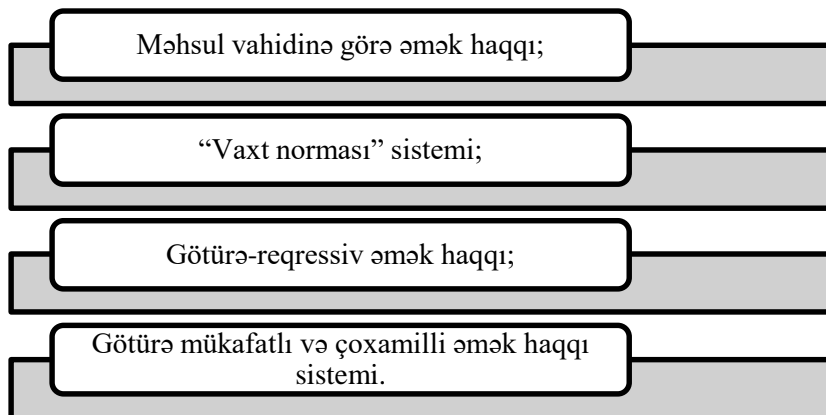 Məhsul vahidinə görə əmək haqqı;
“Vaxt norması” sistemi;
Götürə-reqressiv əmək haqqı;
Götürə mükafatlı və çoxamilli əmək haqqı
sistemi.